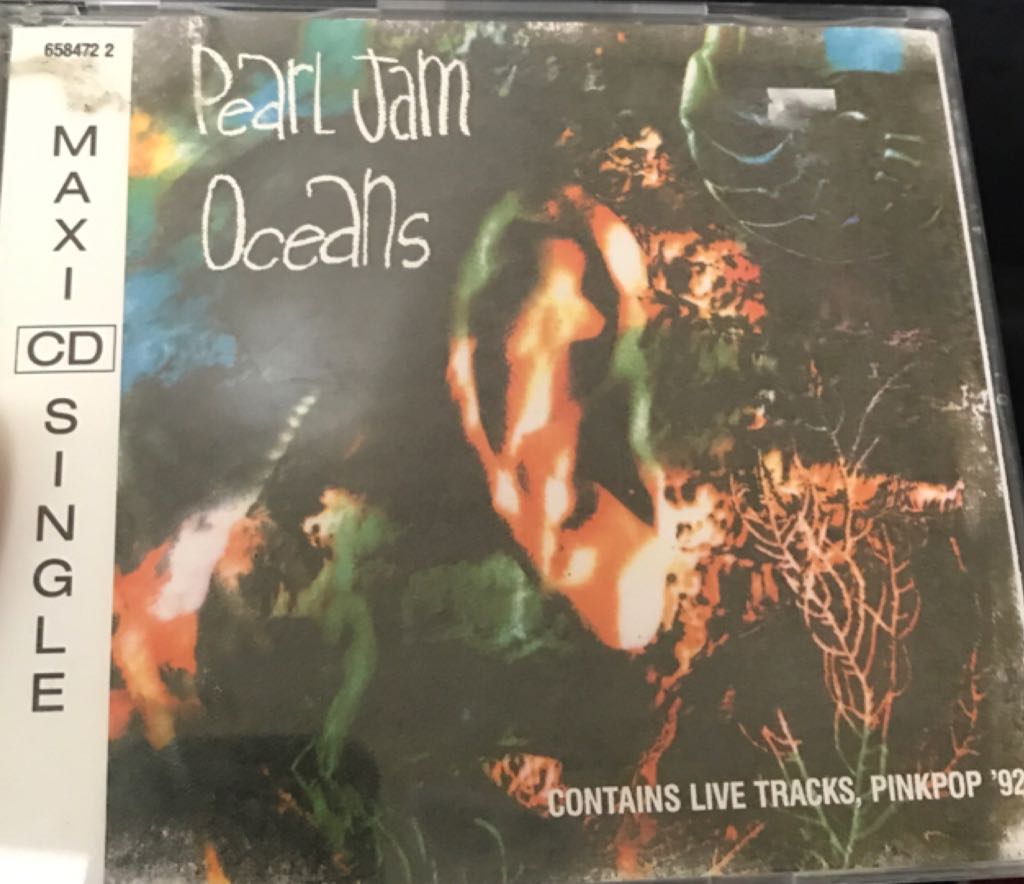 658472 2
MAXI
CD
SINGLE
Pearl Jam
Oceans
CONTAINS LIVE TRACKS, PINKPOP '92